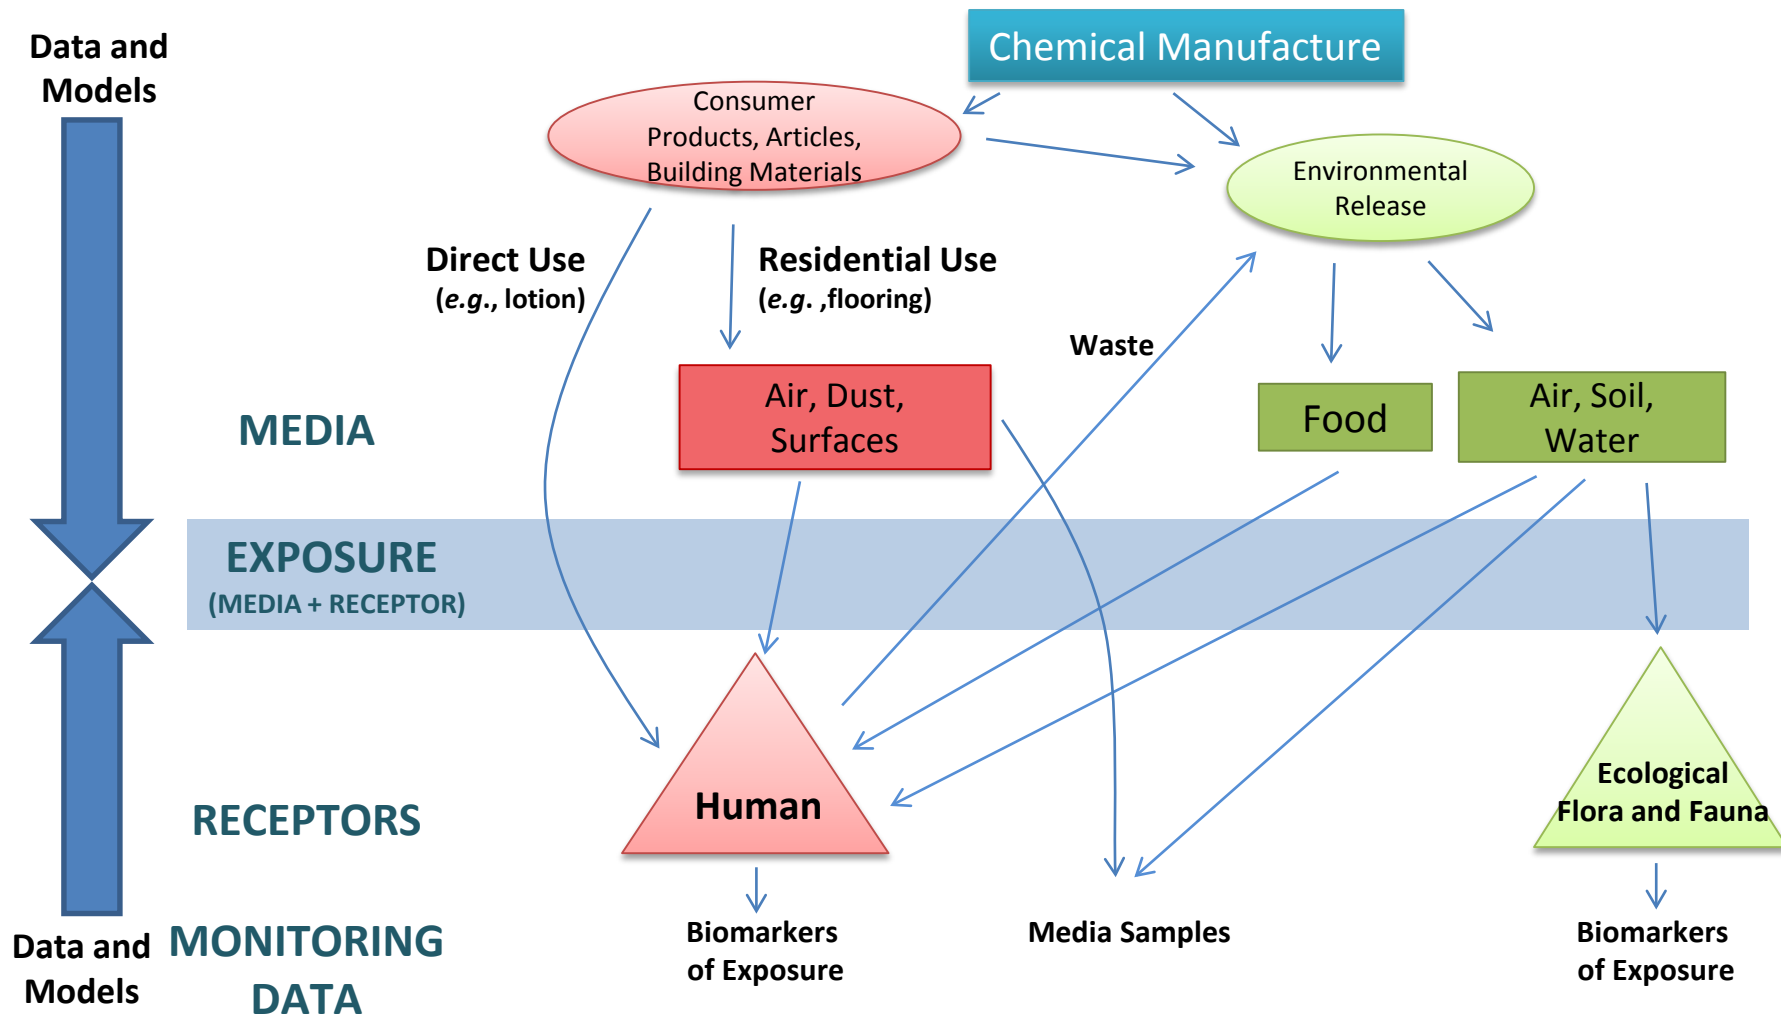 Data and
Models
Chemical Manufacture
Consumer
Products, Articles,
Building Materials
Environmental
Release
Direct Use
(e.g., lotion)
Residential Use
(e.g. ,flooring)
Waste
MEDIA
Air, Dust,
Surfaces
Food
Air, Soil,
Water
EXPOSURE
(MEDIA + RECEPTOR)
RECEPTORS
Human
Ecological
Flora and Fauna
Data and
Models
MONITORING
DATA
Biomarkers
of Exposure
Media Samples
Biomarkers
of Exposure